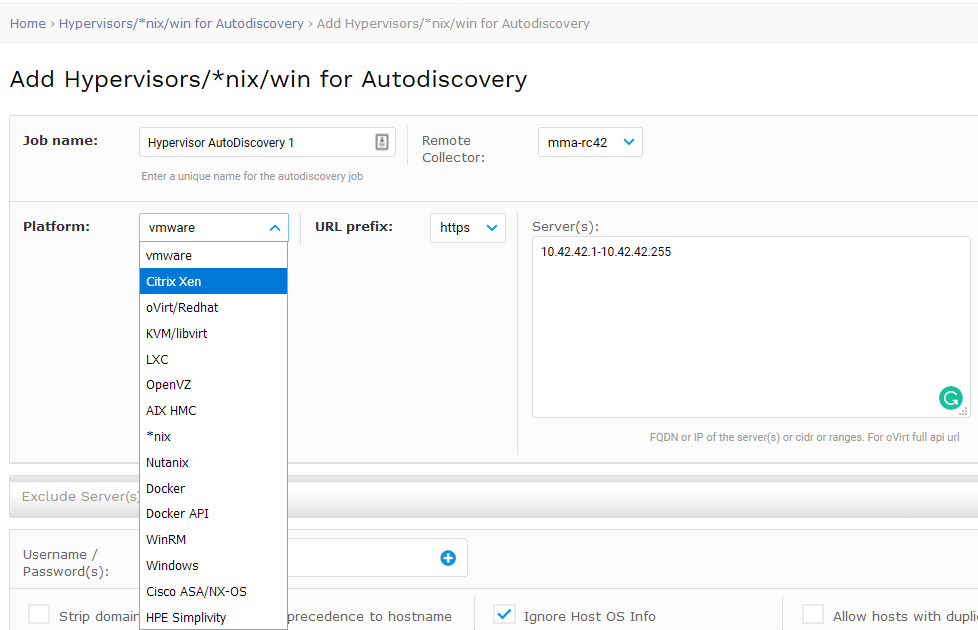 Home › Hypervisors/*nix/win for Autodiscovery › Add Hypervisors/*nix/win for Autodiscovery
Add Hypervisors/*nix/win for Autodiscovery
Job name:
Hypervisor AutoDiscovery 1
Remote
Collector:
mma-rc42
Enter a unique name for the autodiscovery job
Platform:
vmware
URL prefix:
https
Server(s):
10.42.42.1-10.42.42.255
vmware
Citrix Xen
oVirt/Redhat
KVM/libvirt
LXC
OpenVZ
AIX HMC
*nix
Nutanix
Docker
Docker API
WinRM
Windows
Cisco ASA/NX-OS
HPE Simplivity
FQDN or IP of the server(s) or cidr or ranges. For oVirt full api url
Exclude Server(s)
Username /
Password(s):
Strip domain
precedence to hostname
Ignore Host OS Info
Allow hosts with dupli